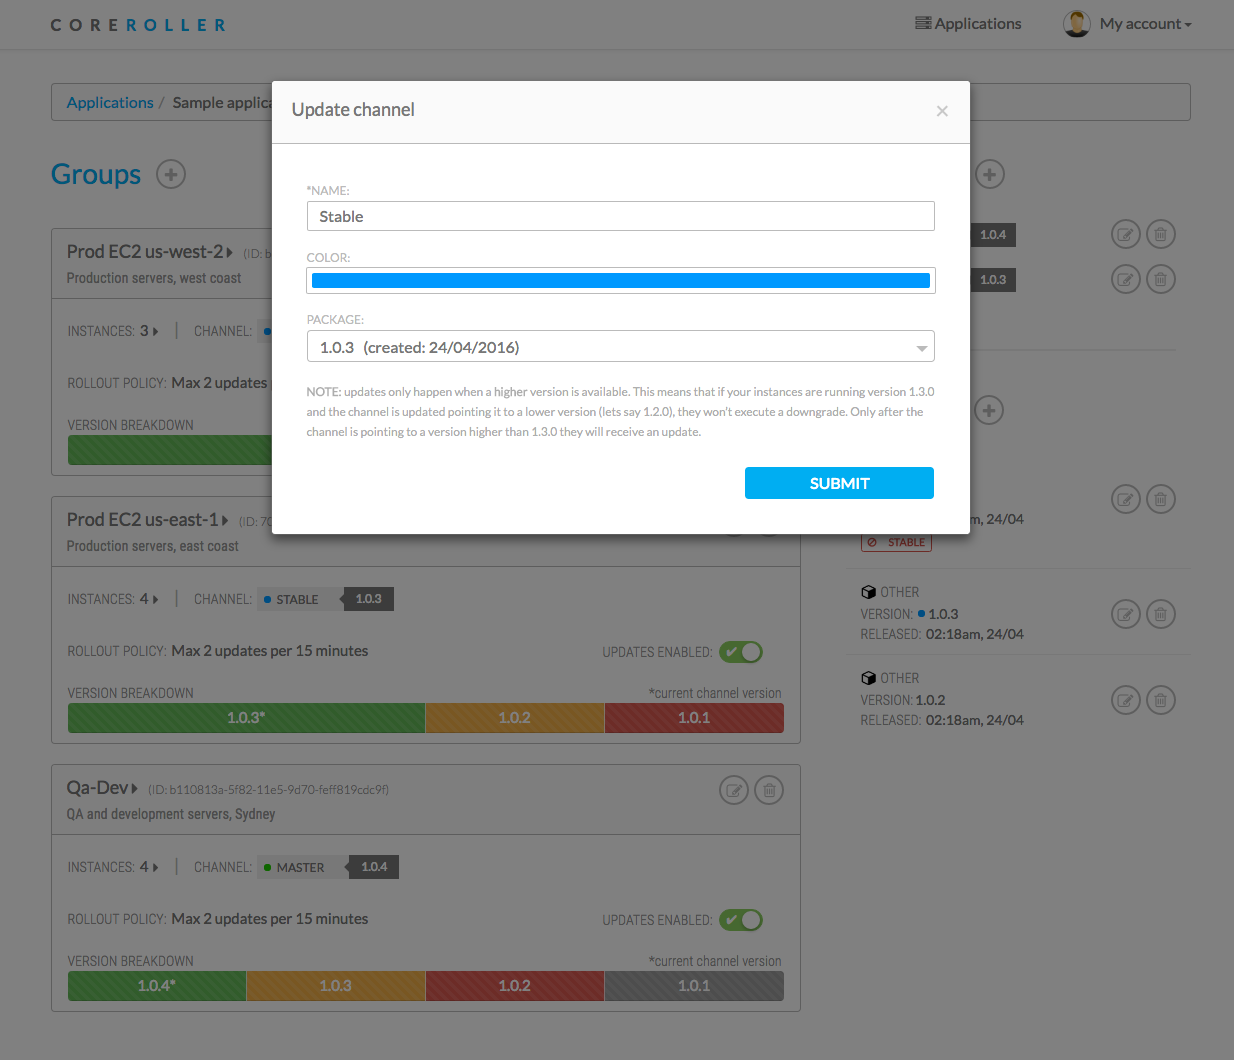 COREROLLER
Applications
My account
Applications / Sample applica
Update channel
×
*NAME:
Stable
COLOR:
PACKAGE:
1.0.3 (created: 24/04/2016)
NOTE: updates only happen when a higher version is available. This means that if your instances are running version 1.3.0
and the channel is updated pointing it to a lower version (lets say 1.2.0), they won't execute a downgrade. Only after the
channel is pointing to a version higher than 1.3.0 they will receive an update.
SUBMIT
Groups
Prod EC2 us-west-2 (ID: b
Production servers, west coast
INSTANCES: 3 | CHANNEL:
ROLLOUT POLICY: Max 2 updates
VERSION BREAKDOWN
Prod EC2 us-east-1 (ID: 70
Production servers, east coast
INSTANCES: 4 | CHANNEL: STABLE 1.0.3
ROLLOUT POLICY: Max 2 updates per 15 minutes UPDATES ENABLED:
VERSION BREAKDOWN *current channel version
1.0.3* 1.0.2 1.0.1
Qa-Dev (ID: b110813a-5f82-11e5-9d70-feff819cdc9f)
QA and development servers, Sydney
INSTANCES: 4 | CHANNEL: MASTER 1.0.4
ROLLOUT POLICY: Max 2 updates per 15 minutes UPDATES ENABLED:
VERSION BREAKDOWN *current channel version
1.0.4* 1.0.3 1.0.2 1.0.1
1.0.4
1.0.3
m, 24/04
STABLE
OTHER
VERSION: 1.0.3
RELEASED: 02:18am, 24/04
OTHER
VERSION: 1.0.2
RELEASED: 02:18am, 24/04